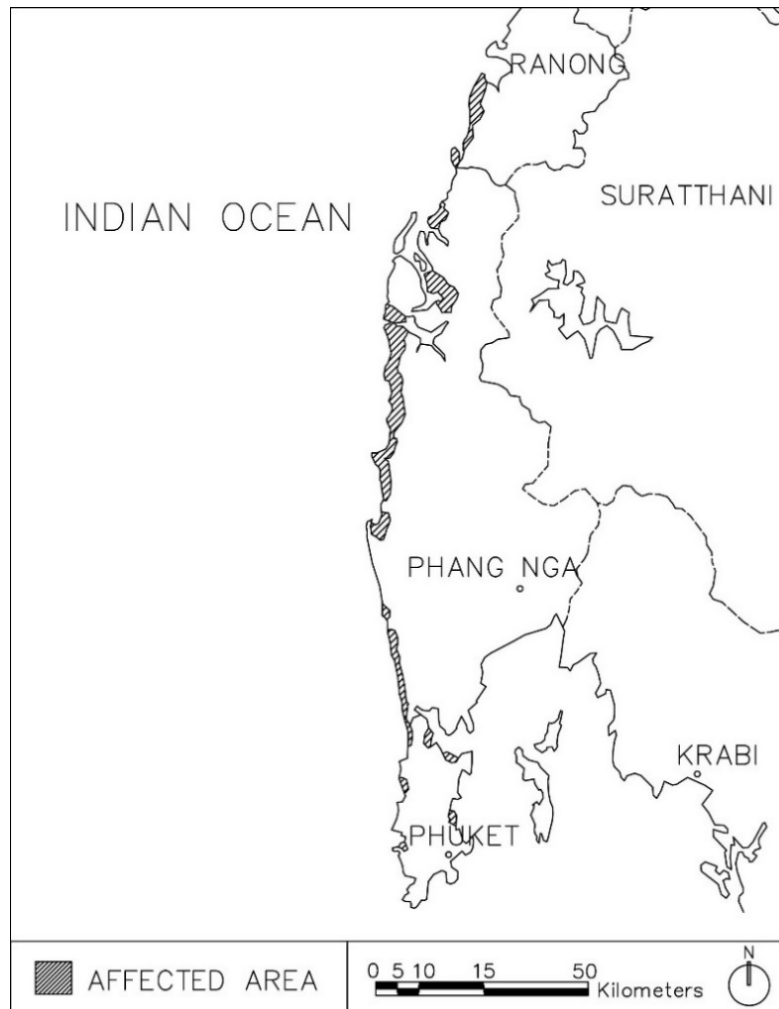 RANONG
SURATTHANI
INDIAN OCEAN
PHANG NGA
KRABI
PHUKET
AFFECTED AREA
0 5 10 15 50
Kilometers
N